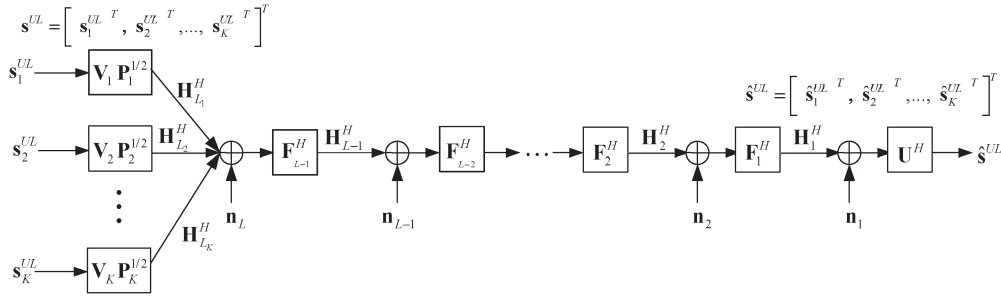 s^{UL} = [ s_1^{UL T}, s_2^{UL T},..., s_K^{UL T} ]^T
s_1^{UL} V_1 P_1^{1/2} H_{L_1}^H
ŝ^{UL} = [ ŝ_1^{UL T}, ŝ_2^{UL T},..., ŝ_K^{UL T} ]^T
s_2^{UL} V_2 P_2^{1/2} H_{L_2}^H F_{L-1}^H H_{L-1}^H F_{L-2}^H ... F_2^H H_2^H F_1^H H_1^H U^H ŝ^{UL}
n_L n_{L-1} n_2 n_1
s_K^{UL} V_K P_K^{1/2} H_{L_K}^H